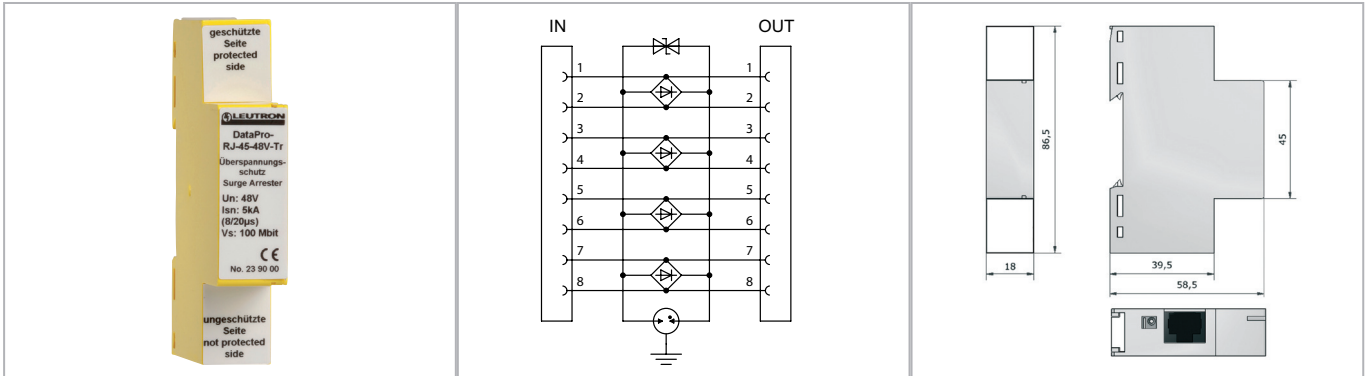 geschützte
Seite
protected
side
LEUTRON
DataPro-
RJ-45-48V-Tr
Überspannungs-
schutz
Surge Arrester
Un: 48V
Isn: 5kA
(8/20µs)
Vs: 100 Mbit
CE
No. 23 90 00
ungeschützte
Seite
not protected
side
IN OUT
1 1
2 2
3 3
4 4
5 5
6 6
7 7
8 8
86,5
18
45
39,5
58,5